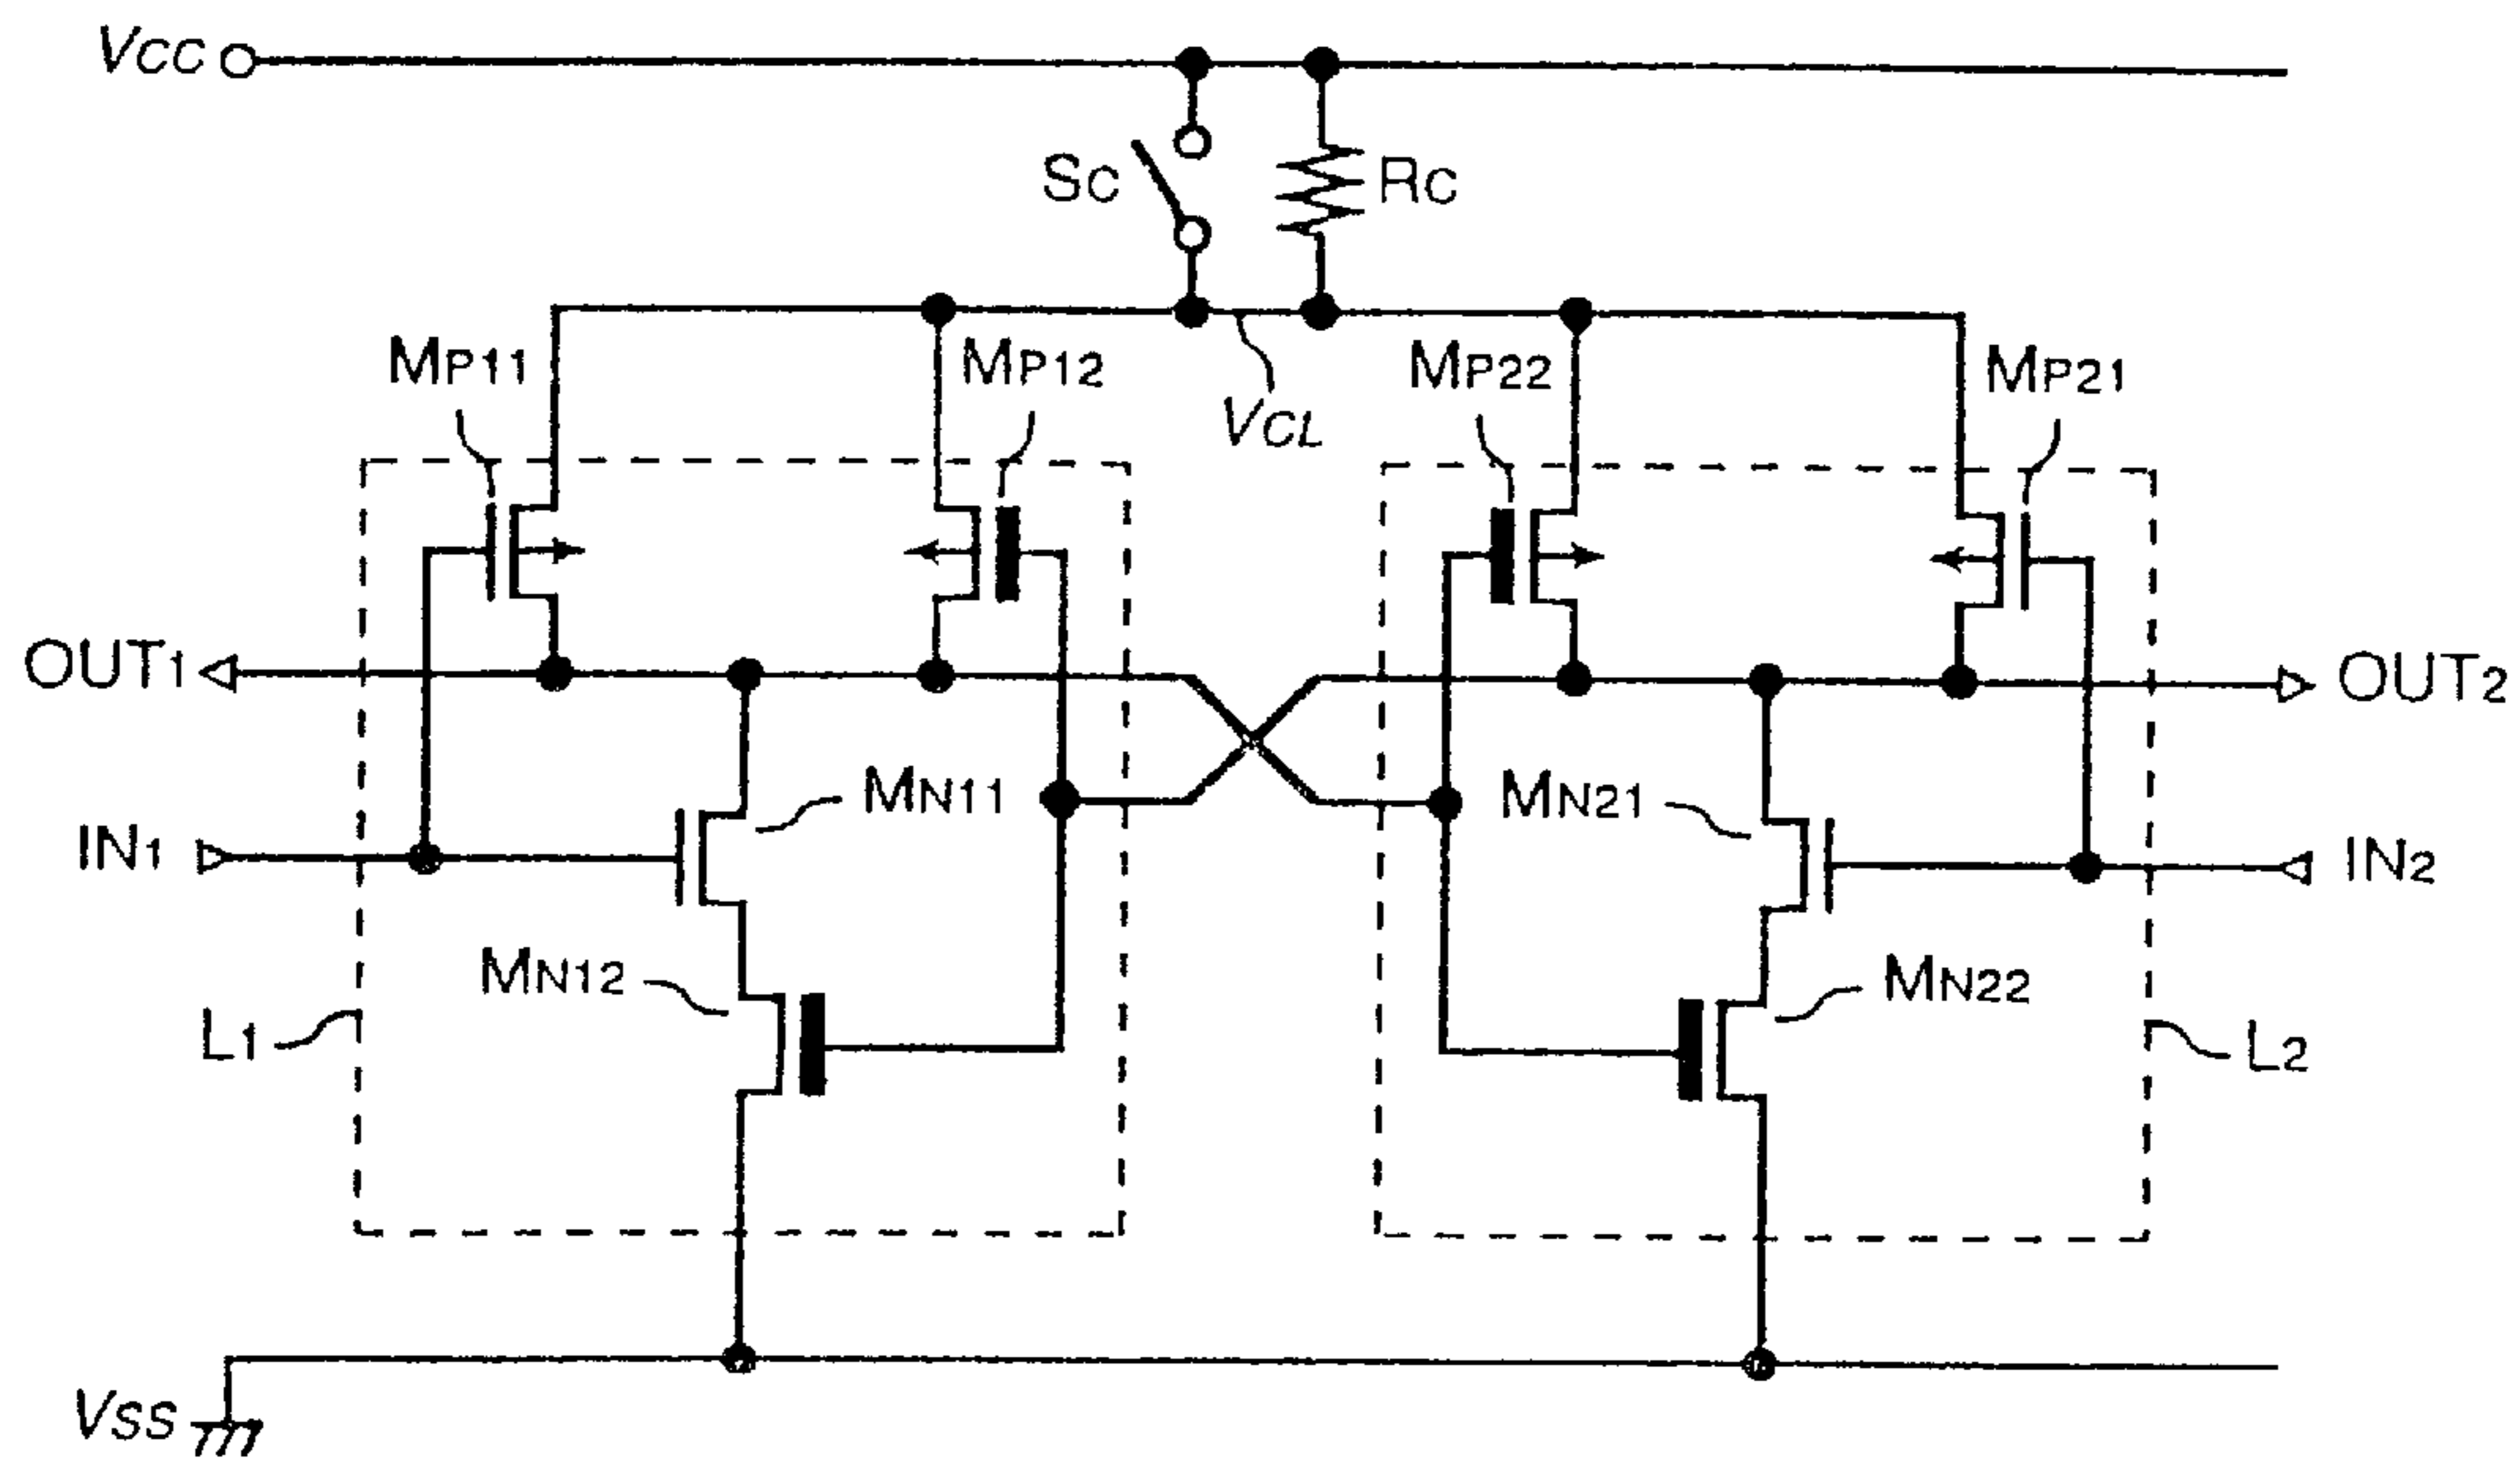 VCC
SC
RC
MP11
MP12
VCL
MP22
MP21
OUT1
OUT2
MN11
MN21
IN1
IN2
MN12
MN22
L1
L2
VSS